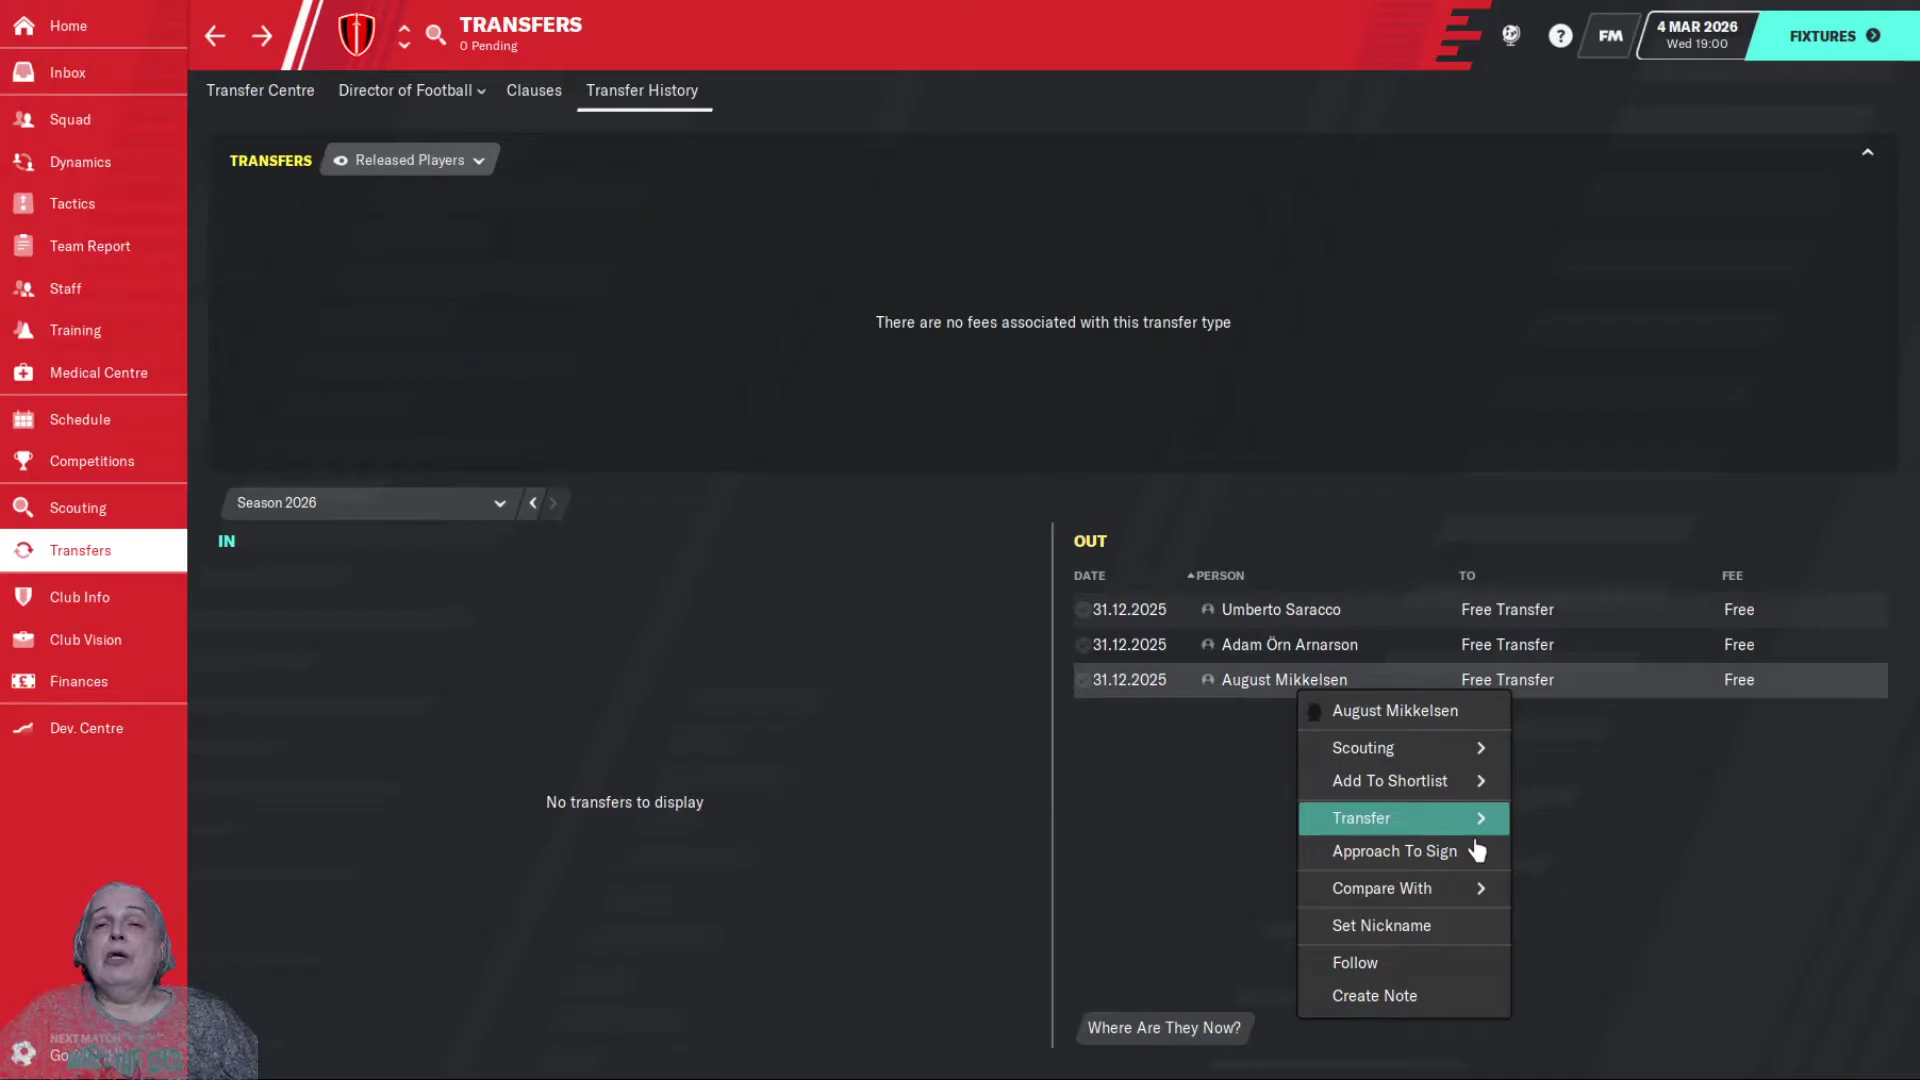 Home
Inbox
Squad
Dynamics
Tactics
Team Report
Staff
Training
Medical Centre
Schedule
Competitions
Scouting
Transfers
Club Info
Club Vision
Finances
Dev. Centre
NEXT MATCH
TRANSFERS
0 Pending
FM
4 MAR 2026
Wed 19:00
FIXTURES
Transfer Centre
Director of Football
Clauses
Transfer History
TRANSFERS
Released Players
There are no fees associated with this transfer type
Season 2026
IN
No transfers to display
OUT
DATE PERSON TO FEE
31.12.2025 Umberto Saracco Free Transfer Free
31.12.2025 Adam Örn Arnarson Free Transfer Free
31.12.2025 August Mikkelsen Free Transfer Free
August Mikkelsen
Scouting
Add To Shortlist
Transfer
Approach To Sign
Compare With
Set Nickname
Follow
Create Note
Where Are They Now?